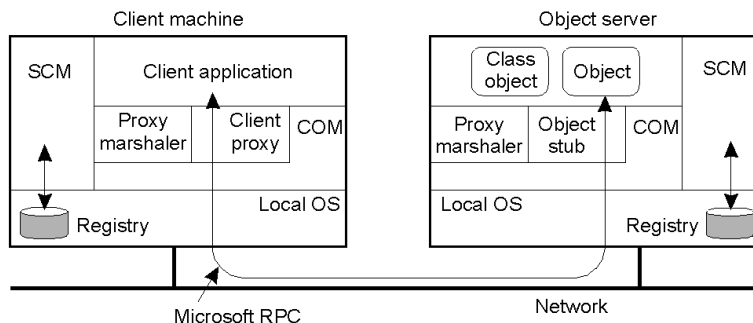 Client machine
Object server
SCM
Client application
Class
object
Object
SCM
Proxy
marshaler
Client
proxy
COM
Proxy
marshaler
Object
stub
COM
Local OS
Registry
Local OS
Registry
Microsoft RPC
Network